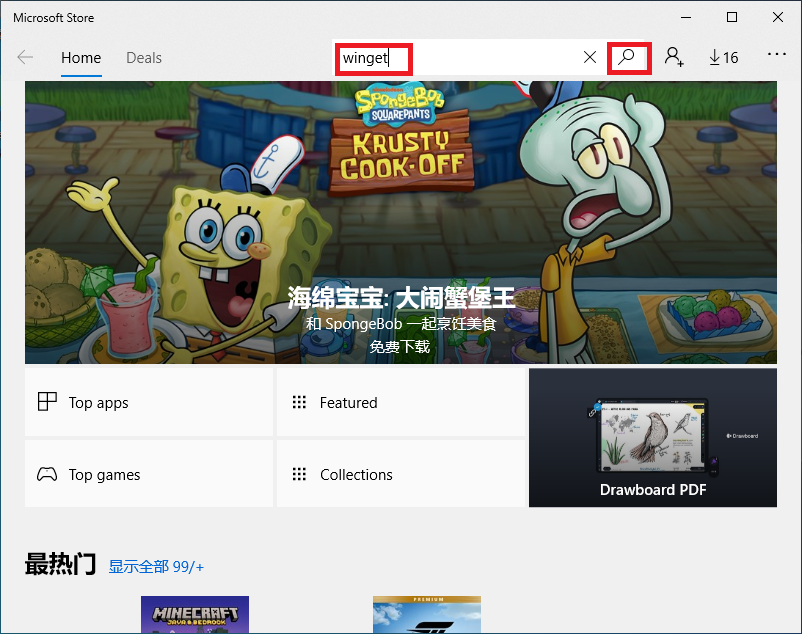 Microsoft Store
Home
Deals
winget
16
SpongeBob
SQUAREPANTS
KRUSTY
COOK-OFF
海绵宝宝: 大闹蟹堡王
和 SpongeBob 一起烹饪美食
免费下载
Top apps
Featured
Drawboard
Top games
Collections
Drawboard PDF
最热门 显示全部 99/+
MINECRAFT
JAVA & BEDROCK
PREMIUM